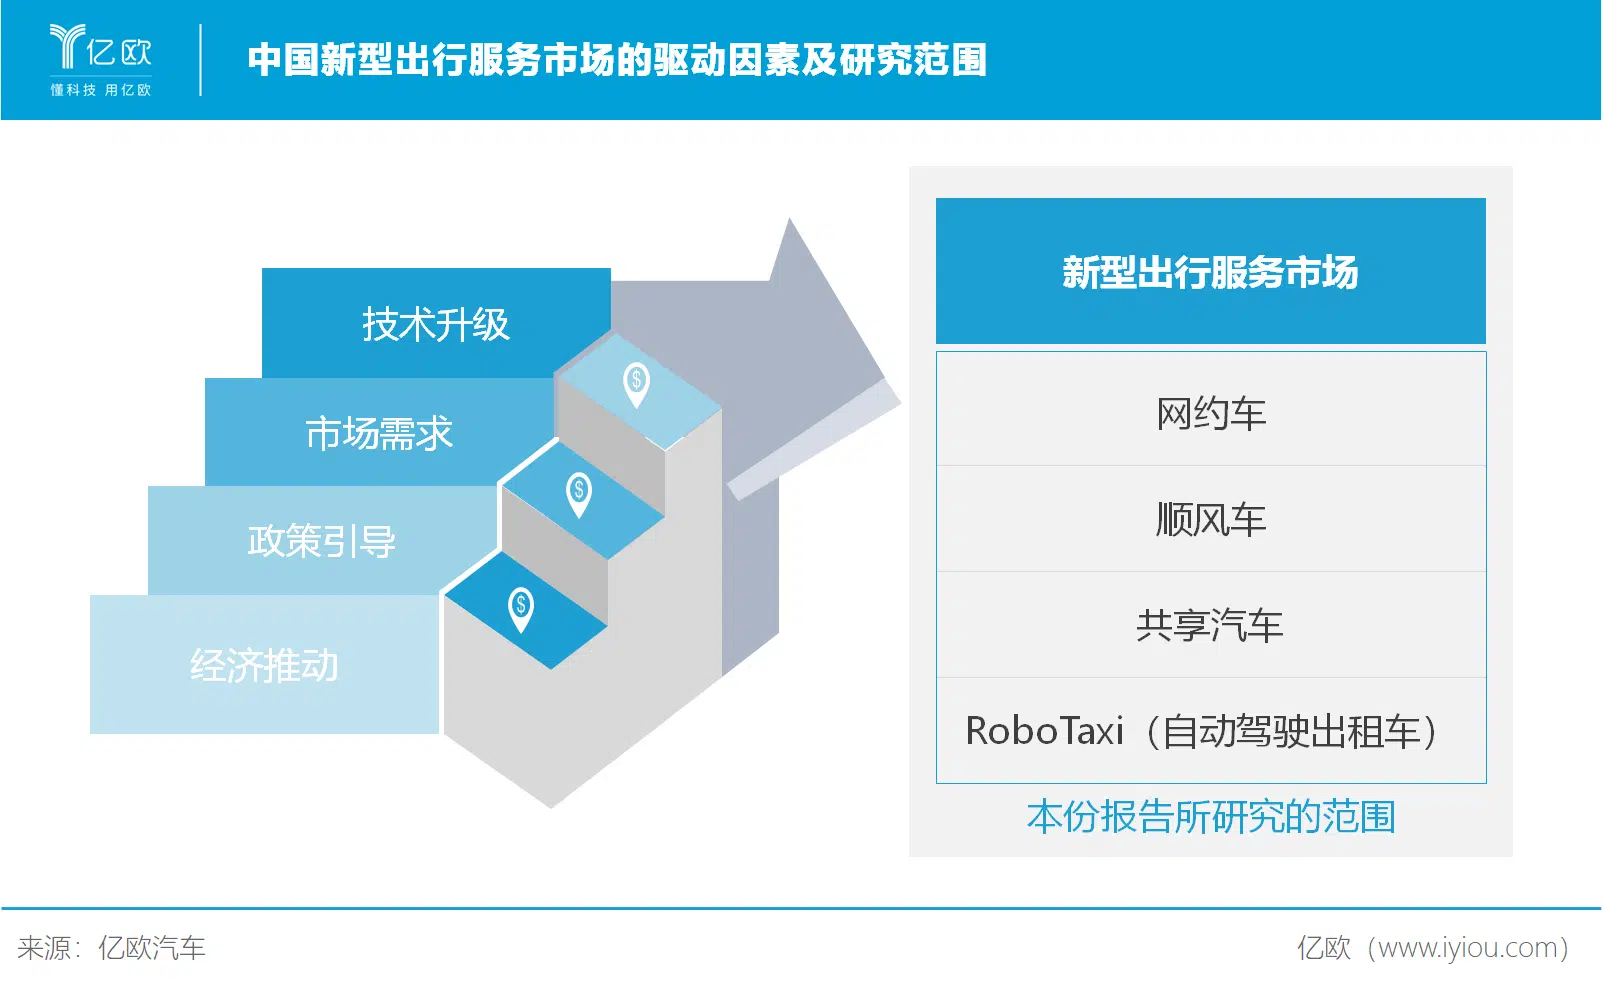 亿欧
懂科技 用亿欧
中国新型出行服务市场的驱动因素及研究范围
技术升级
市场需求
政策引导
经济推动
$
$
$
新型出行服务市场
网约车
顺风车
共享汽车
RoboTaxi（自动驾驶出租车）
本份报告所研究的范围
来源：亿欧汽车
亿欧（www.iyiou.com）